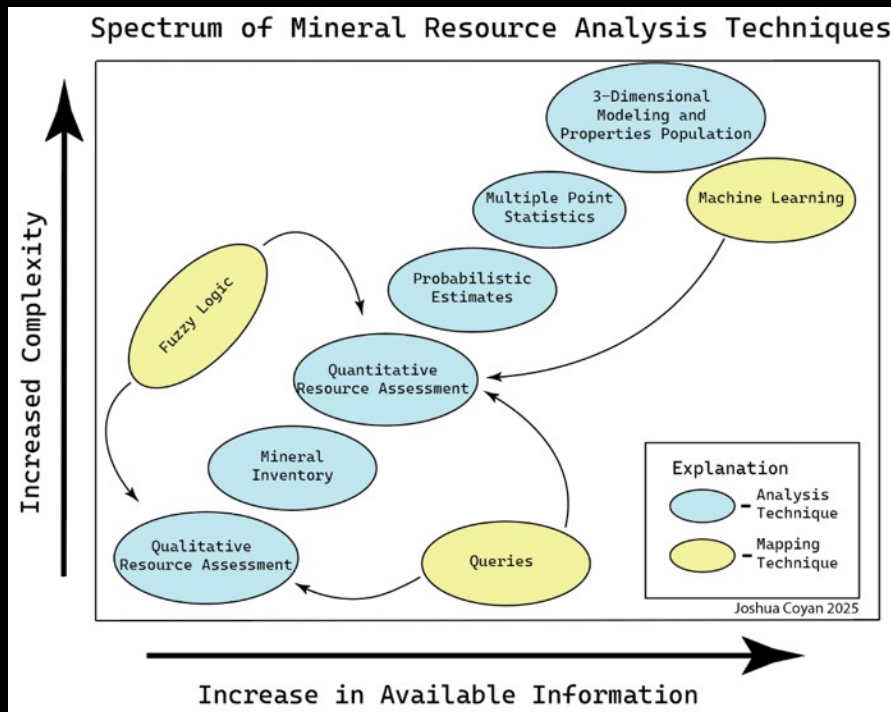 Spectrum of Mineral Resource Analysis Techniques
Increased Complexity
3-Dimensional
Modeling and
Properties Population
Multiple Point
Statistics
Machine Learning
Probabilistic
Estimates
Fuzzy Logic
Quantitative
Resource Assessment
Mineral
Inventory
Qualitative
Resource Assessment
Queries
Explanation
- Analysis
Technique
- Mapping
Technique
Joshua Coyan 2025
Increase in Available Information